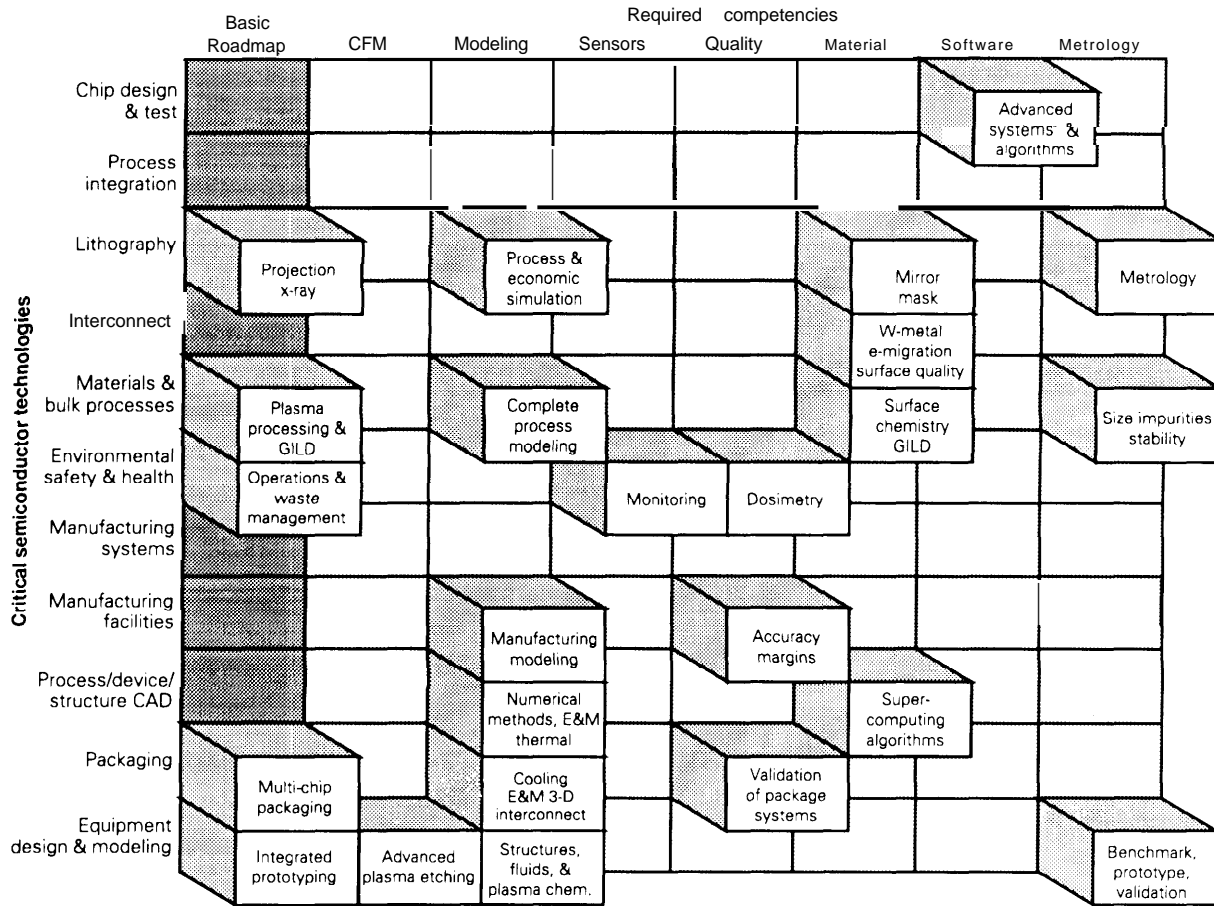 Required competencies
Basic
Roadmap
CFM
Modeling
Sensors
Quality
Material
Software
Metrology
Critical semiconductor technologies
Chip design
& test
Advanced
systems &
algorithms
Process
integration
Lithography
Projection
x-ray
Process &
economic
simulation
Mirror
mask
Metrology
Interconnect
W-metal
e-migration
surface quality
Materials &
bulk processes
Plasma
processing &
GILD
Complete
process
modeling
Surface
chemistry
GILD
Size impurities
stability
Environmental
safety & health
Operations &
waste
management
Monitoring
Dosimetry
Manufacturing
systems
Manufacturing
facilities
Manufacturing
modeling
Accuracy
margins
Process/device/
structure CAD
Numerical
methods, E&M
thermal
Super-
computing
algorithms
Packaging
Multi-chip
packaging
Cooling
E&M 3-D
interconnect
Validation
of package
systems
Equipment
design & modeling
Integrated
prototyping
Advanced
plasma etching
Structures,
fluids, &
plasma chem.
Benchmark,
prototype,
validation